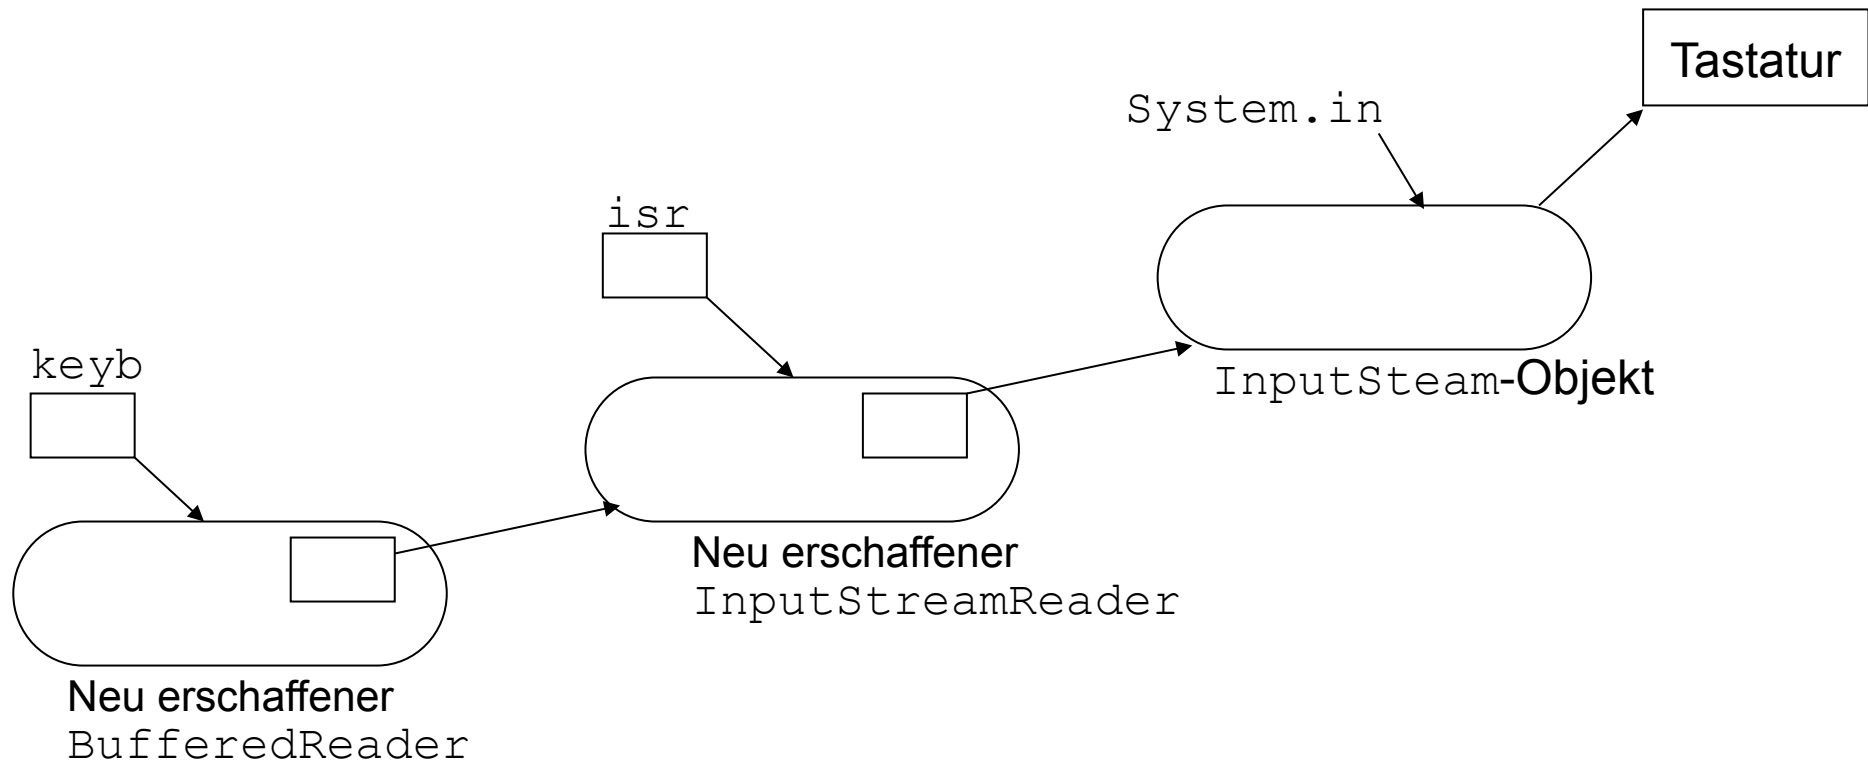 Tastatur
System.in
isr
keyb
InputSteam-Objekt
Neu erschaffener
InputStreamReader
Neu erschaffener
BufferedReader